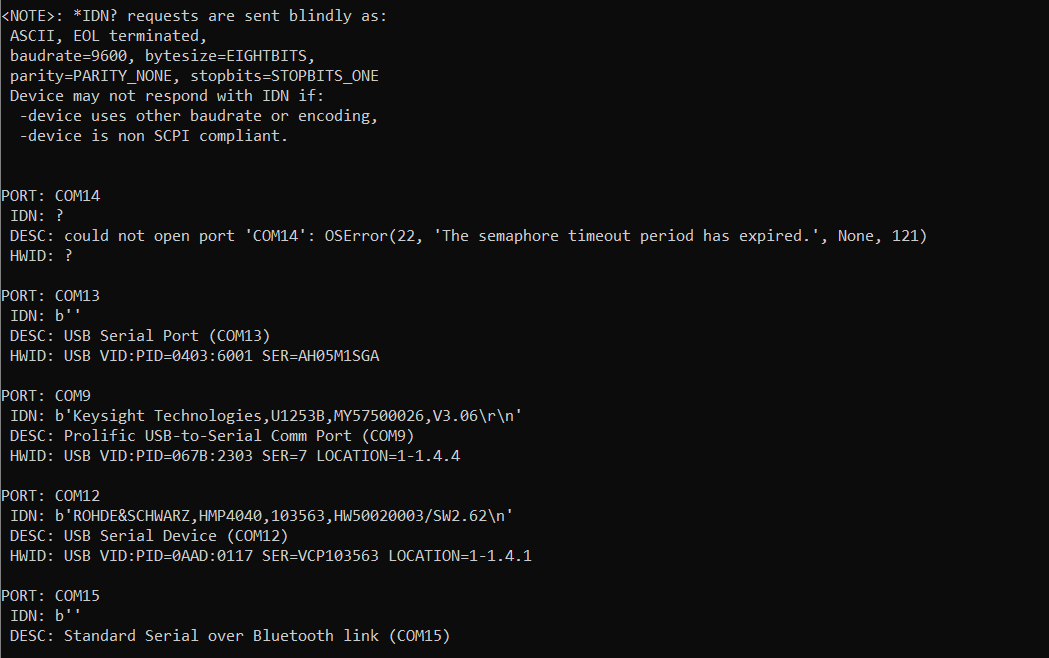 <NOTE>: *IDN? requests are sent blindly as:
ASCII, EOL terminated,
baudrate=9600, bytesize=EIGHTBITS,
parity=PARITY_NONE, stopbits=STOPBITS_ONE
Device may not respond with IDN if:
-device uses other baudrate or encoding,
-device is non SCPI compliant.
PORT: COM14
IDN: ?
DESC: could not open port 'COM14': OSError(22, 'The semaphore timeout period has expired.', None, 121)
HWID: ?
PORT: COM13
IDN: b''
DESC: USB Serial Port (COM13)
HWID: USB VID:PID=0403:6001 SER=AH05M1SGA
PORT: COM9
IDN: b'Keysight Technologies,U1253B,MY57500026,V3.06\r\n'
DESC: Prolific USB-to-Serial Comm Port (COM9)
HWID: USB VID:PID=067B:2303 SER=7 LOCATION=1-1.4.4
PORT: COM12
IDN: b'ROHDE&SCHWARZ,HMP4040,103563,HW50020003/SW2.62\n'
DESC: USB Serial Device (COM12)
HWID: USB VID:PID=0AAD:0117 SER=VCP103563 LOCATION=1-1.4.1
PORT: COM15
IDN: b''
DESC: Standard Serial over Bluetooth link (COM15)